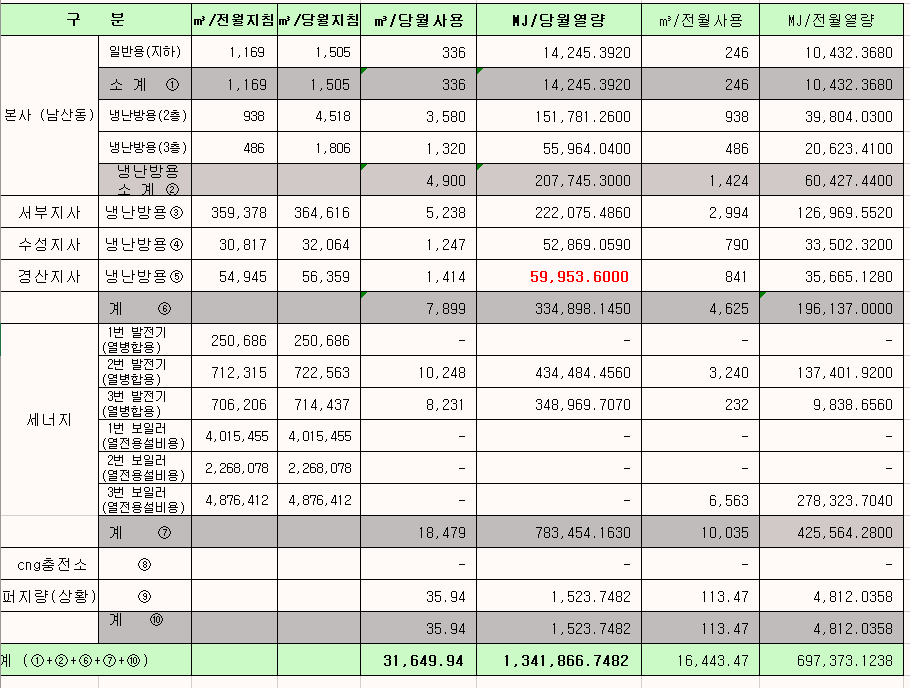 구 분 ㎥/전월지침 ㎥/당월지침 ㎥/당월사용 MJ/당월열량 ㎥/전월사용 MJ/전월열량
본사 (남산동) 일반용(지하) 1,169 1,505 336 14,245.3920 246 10,432.3680
소 계 ① 1,169 1,505 336 14,245.3920 246 10,432.3680
냉난방용(2층) 938 4,518 3,580 151,781.2600 938 39,804.0300
냉난방용(3층) 486 1,806 1,320 55,964.0400 486 20,623.4100
냉난방용
소 계 ② 4,900 207,745.3000 1,424 60,427.4400
서부지사 냉난방용③ 359,378 364,616 5,238 222,075.4860 2,994 126,969.5520
수성지사 냉난방용④ 30,817 32,064 1,247 52,869.0590 790 33,502.3200
경산지사 냉난방용⑤ 54,945 56,359 1,414 59,953.6000 841 35,665.1280
계 ⑥ 7,899 334,898.1450 4,625 196,137.0000
세너지 1번 발전기
(열병합용) 250,686 250,686 - - - -
2번 발전기
(열병합용) 712,315 722,563 10,248 434,484.4560 3,240 137,401.9200
3번 발전기
(열병합용) 706,206 714,437 8,231 348,969.7070 232 9,838.6560
1번 보일러
(열전용설비용) 4,015,455 4,015,455 - - - -
2번 보일러
(열전용설비용) 2,268,078 2,268,078 - - - -
3번 보일러
(열전용설비용) 4,876,412 4,876,412 - - 6,563 278,323.7040
계 ⑦ 18,479 783,454.1630 10,035 425,564.2800
cng충전소 ⑧ - - - -
퍼지량(상황) ⑨ 35.94 1,523.7482 113.47 4,812.0358
계 ⑩ 35.94 1,523.7482 113.47 4,812.0358
계 (①+②+⑥+⑦+⑩) 31,649.94 1,341,866.7482 16,443.47 697,373.1238